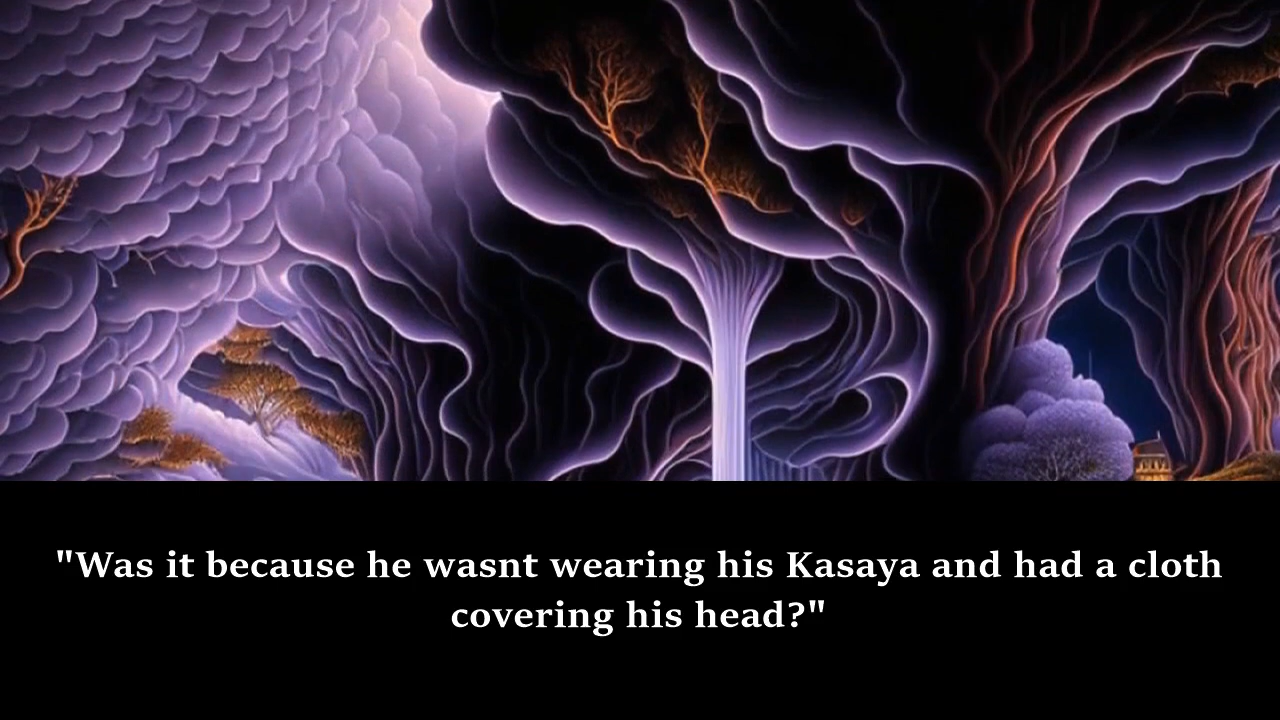 "Was it because he wasnt wearing his Kasaya and had a cloth
covering his head?"